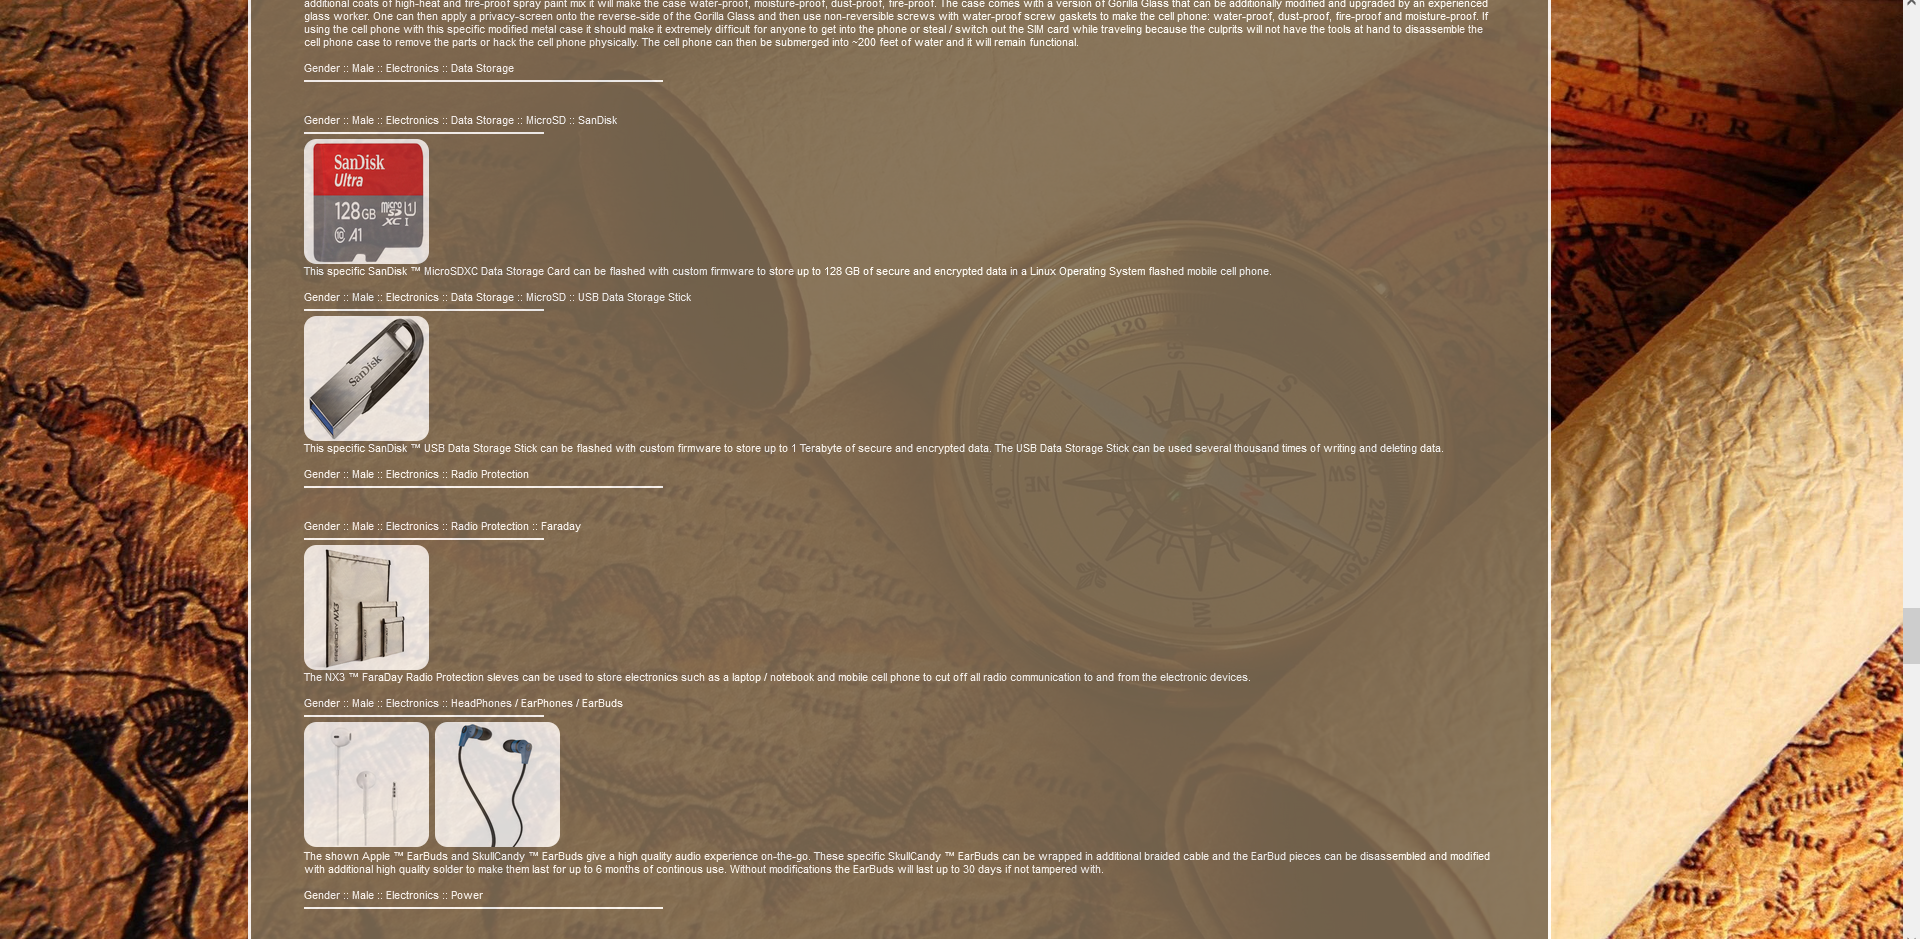 additional coats of high-heat and fire-proof spray paint mix it will make the case water-proof, moisture-proof, dust-proof, fire-proof. The case comes with a version of Gorilla Glass that can be additionally modified and upgraded by an experienced
glass worker. One can then apply a privacy-screen onto the reverse-side of the Gorilla Glass and then use non-reversible screws with water-proof screw gaskets to make the cell phone: water-proof, dust-proof, fire-proof and moisture-proof. If
using the cell phone with this specific modified metal case it should make it extremely difficult for anyone to get into the phone or steal / switch out the SIM card while traveling because the culprits will not have the tools at hand to disassemble the
cell phone case to remove the parts or hack the cell phone physically. The cell phone can then be submerged into ~200 feet of water and it will remain functional.
Gender :: Male :: Electronics :: Data Storage
Gender :: Male :: Electronics :: Data Storage :: MicroSD :: SanDisk
SanDisk
Ultra
128 GB micro SD XC I U1
10 A1
This specific SanDisk ™ MicroSDXC Data Storage Card can be flashed with custom firmware to store up to 128 GB of secure and encrypted data in a Linux Operating System flashed mobile cell phone.
Gender :: Male :: Electronics :: Data Storage :: MicroSD :: USB Data Storage Stick
SanDisk
This specific SanDisk ™ USB Data Storage Stick can be flashed with custom firmware to store up to 1 Terabyte of secure and encrypted data. The USB Data Storage Stick can be used several thousand times of writing and deleting data.
Gender :: Male :: Electronics :: Radio Protection
Gender :: Male :: Electronics :: Radio Protection :: Faraday
The NX3 ™ FaraDay Radio Protection sleves can be used to store electronics such as a laptop / notebook and mobile cell phone to cut off all radio communication to and from the electronic devices.
Gender :: Male :: Electronics :: HeadPhones / EarPhones / EarBuds
The shown Apple ™ EarBuds and SkullCandy ™ EarBuds give a high quality audio experience on-the-go. These specific SkullCandy ™ EarBuds can be wrapped in additional braided cable and the EarBud pieces can be disassembled and modified
with additional high quality solder to make them last for up to 6 months of continous use. Without modifications the EarBuds will last up to 30 days if not tampered with.
Gender :: Male :: Electronics :: Power
80
100
120
SE
S
SW
240
260
W
NW
NE
40
N
EMPERA